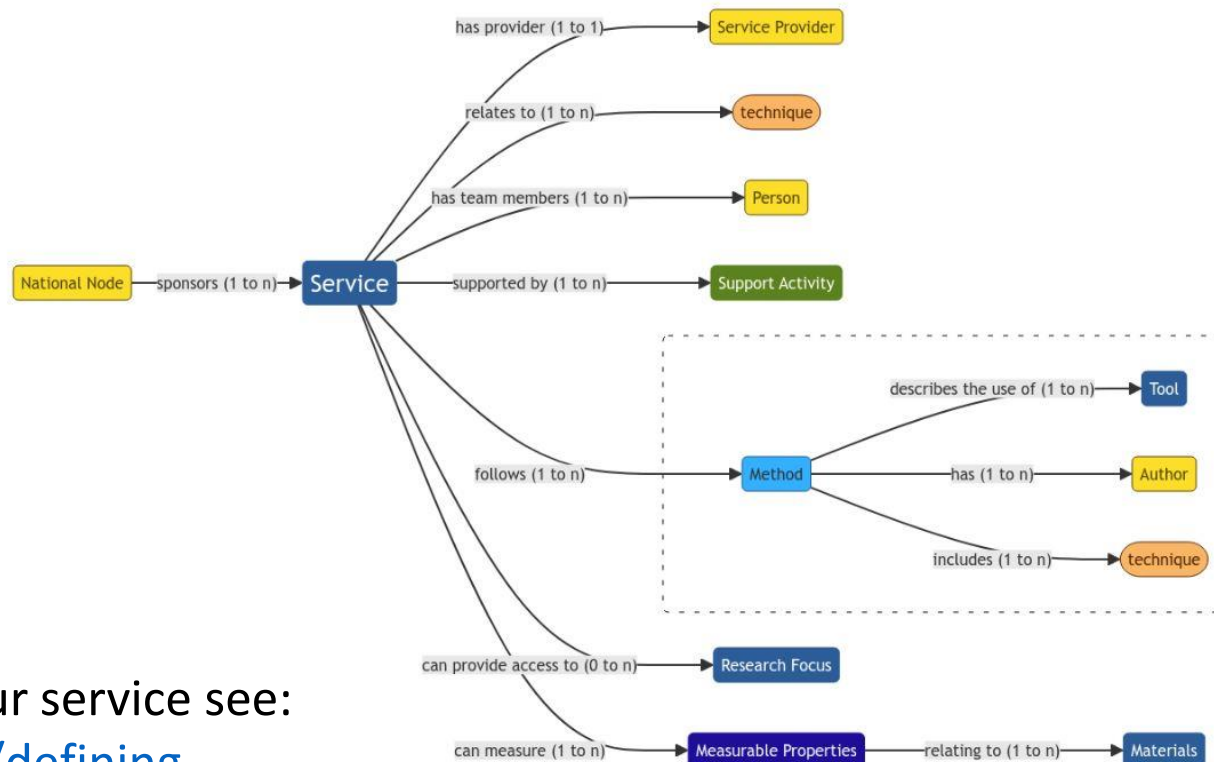 has provider (1 to 1)
Service Provider
relates to (1 to n)
technique
has team members (1 to n)
Person
National Node
sponsors (1 to n)
Service
supported by (1 to n)
Support Activity
describes the use of (1 to n)
Tool
follows (1 to n)
Method
has (1 to n)
Author
includes (1 to n)
technique
can provide access to (0 to n)
Research Focus
ur service see:
/defining
can measure (1 to n)
Measurable Properties
relating to (1 to n)
Materials